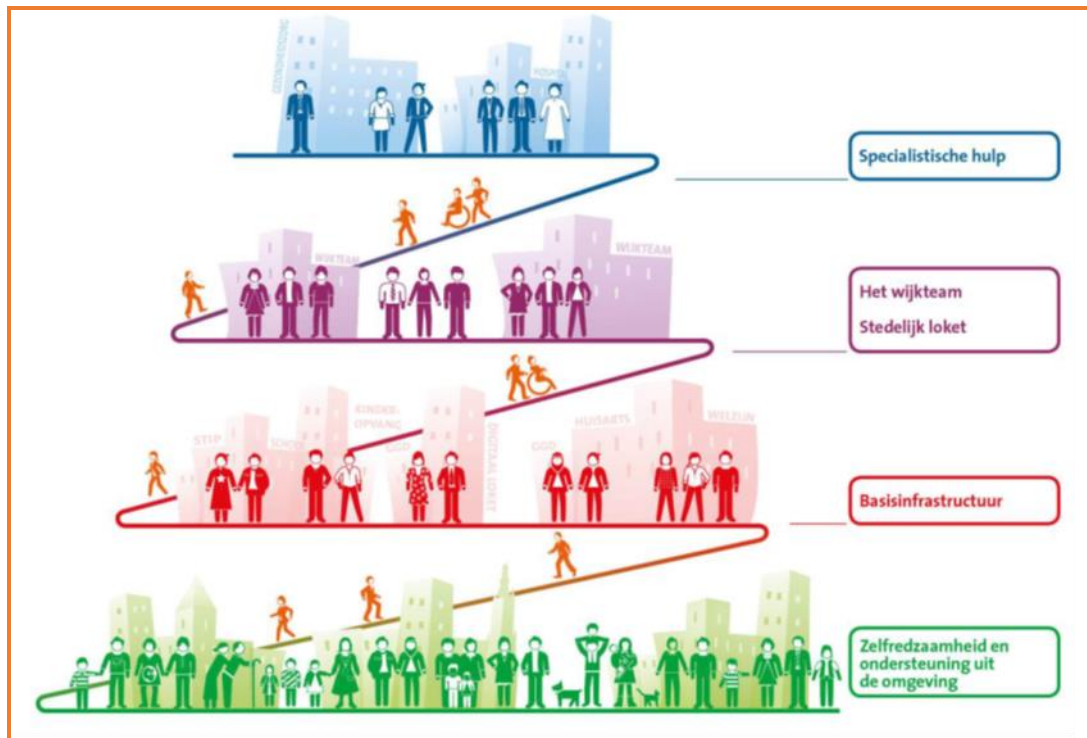 GEZONDHEIDSZORG
HOSPITAAL
Specialistische hulp
WIJKTEAM
WIJKTEAM
Het wijkteam
Stedelijk loket
STIP
SCHOOL
KINDER-
OPVANG
GGD
DIGITAAL LOKET
GGD
HUISARTS
WELZIJN
Basisinfrastructuur
Zelfredzaamheid en
ondersteuning uit
de omgeving